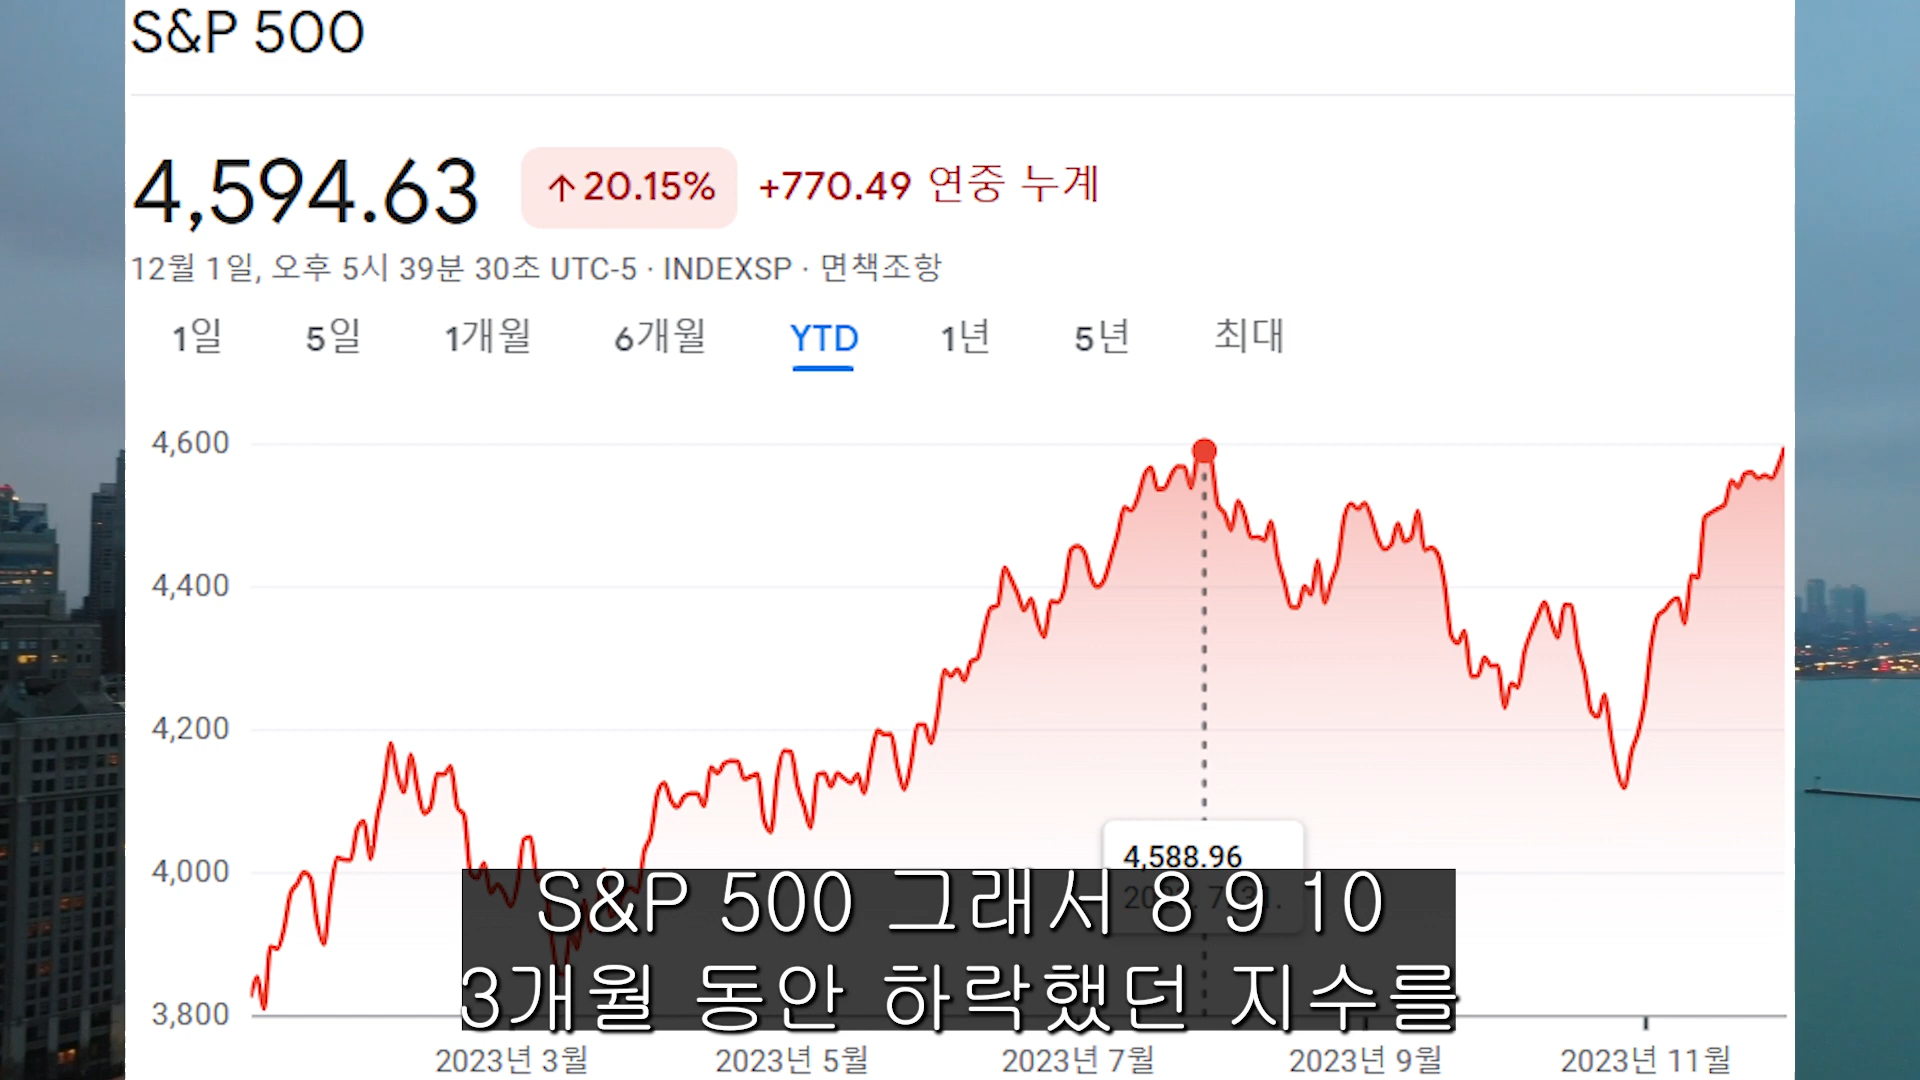 S&P 500
4,594.63 ↑20.15% +770.49 연중 누계
12월 1일, 오후 5시 39분 30초 UTC-5 · INDEXSP · 면책조항
1일 5일 1개월 6개월 YTD 1년 5년 최대
4,600
4,400
4,200
4,000
3,800
4,588.96
S&P 500 그래서 8 9 10
3개월 동안 하락했던 지수를
2023년 3월 2023년 5월 2023년 7월 2023년 9월 2023년 11월